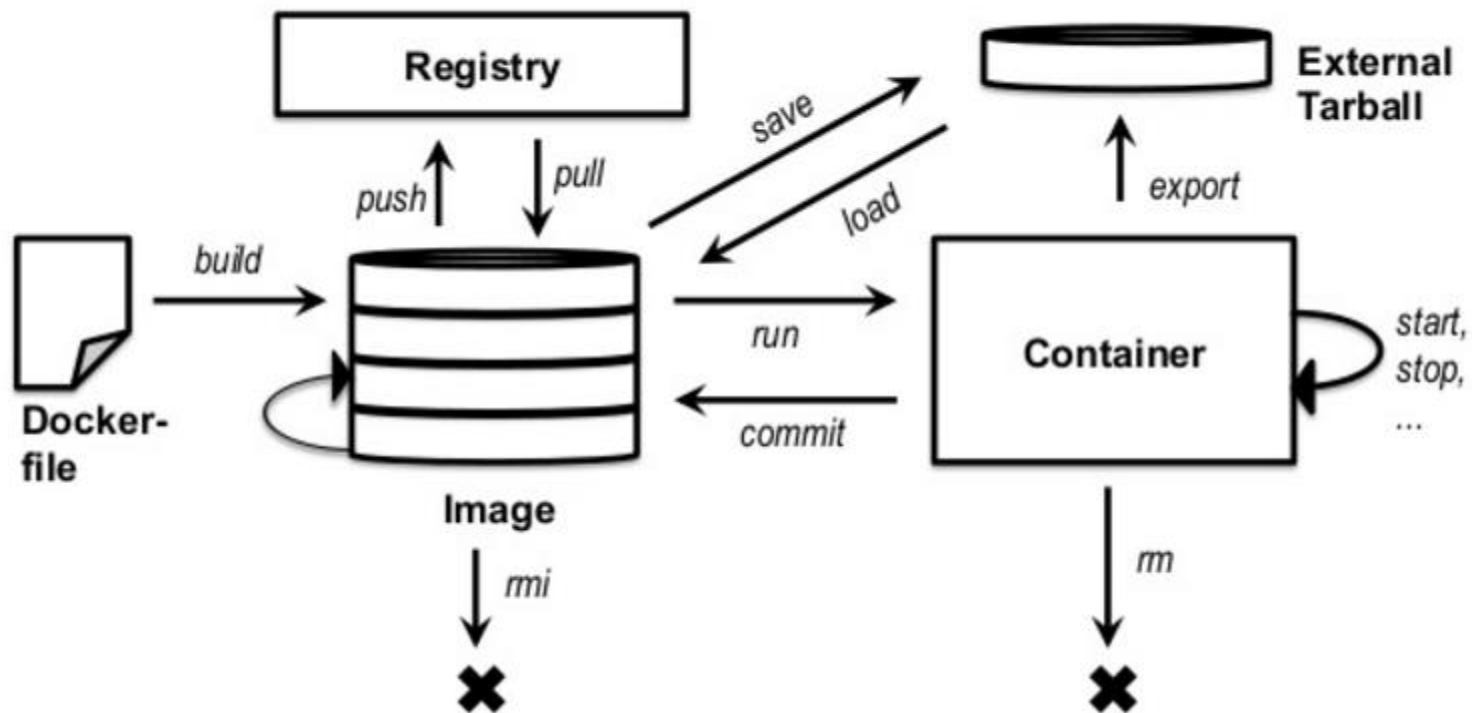 Registry
External
Tarball
save
load
push
pull
export
build
run
Container
start,
stop,
...
commit
Docker-
file
Image
rmi
rm